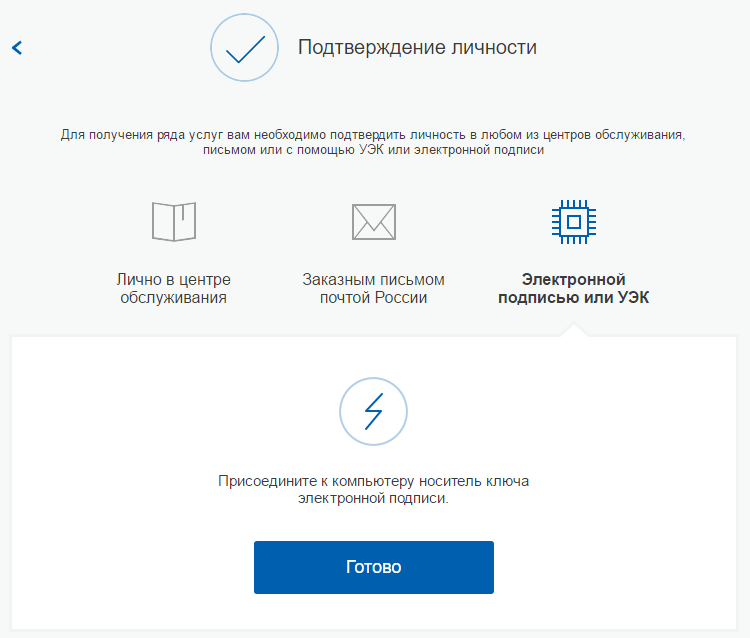 Подтверждение личности
Для получения ряда услуг вам необходимо подтвердить личность в любом из центров обслуживания,
письмом или с помощью УЭК или электронной подписи
Лично в центре
обслуживания
Заказным письмом
почтой России
Электронной
подписью или УЭК
Присоедините к компьютеру носитель ключа
электронной подписи.
Готово